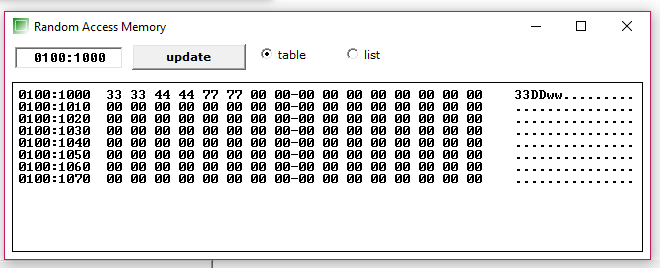 Random Access Memory
0100:1000 update table list
0100:1000 33 33 44 44 77 77 00 00-00 00 00 00 00 00 00 00 33DDww..........
0100:1010 00 00 00 00 00 00 00 00-00 00 00 00 00 00 00 00 ................
0100:1020 00 00 00 00 00 00 00 00-00 00 00 00 00 00 00 00 ................
0100:1030 00 00 00 00 00 00 00 00-00 00 00 00 00 00 00 00 ................
0100:1040 00 00 00 00 00 00 00 00-00 00 00 00 00 00 00 00 ................
0100:1050 00 00 00 00 00 00 00 00-00 00 00 00 00 00 00 00 ................
0100:1060 00 00 00 00 00 00 00 00-00 00 00 00 00 00 00 00 ................
0100:1070 00 00 00 00 00 00 00 00-00 00 00 00 00 00 00 00 ................